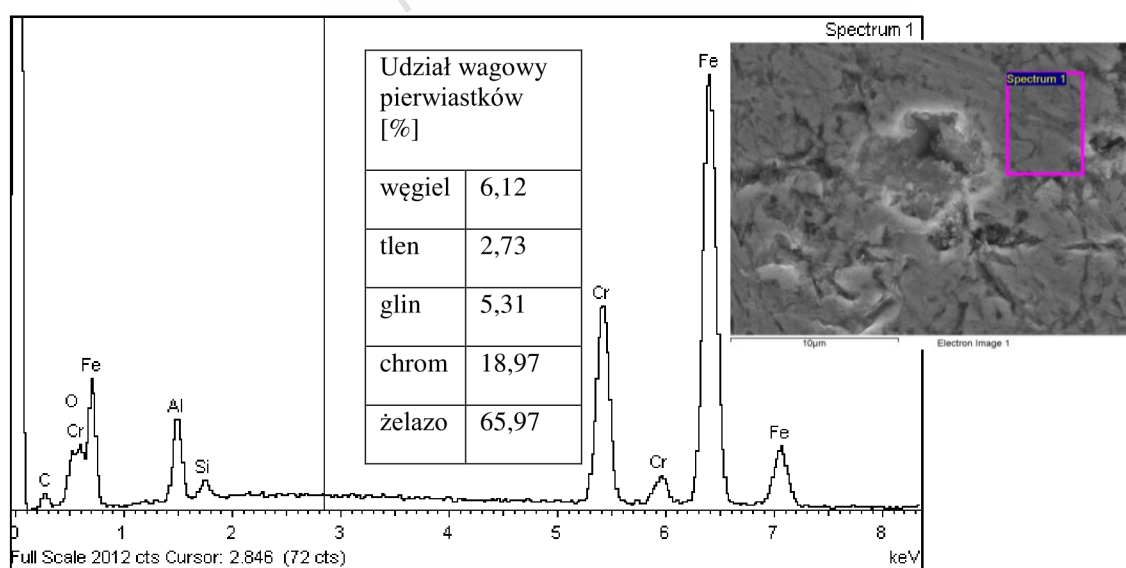 Spectrum 1
Udział wagowy
pierwiastków
[%]
węgiel 6,12
tlen 2,73
glin 5,31
chrom 18,97
żelazo 65,97
Fe
Spectrum 1
10µm Electron Image 1
Cr
Fe
O
Al
Cr
Si
C
Cr
Fe
0 1 2 3 4 5 6 7 8
Full Scale 2012 cts Cursor: 2.846 (72 cts) keV